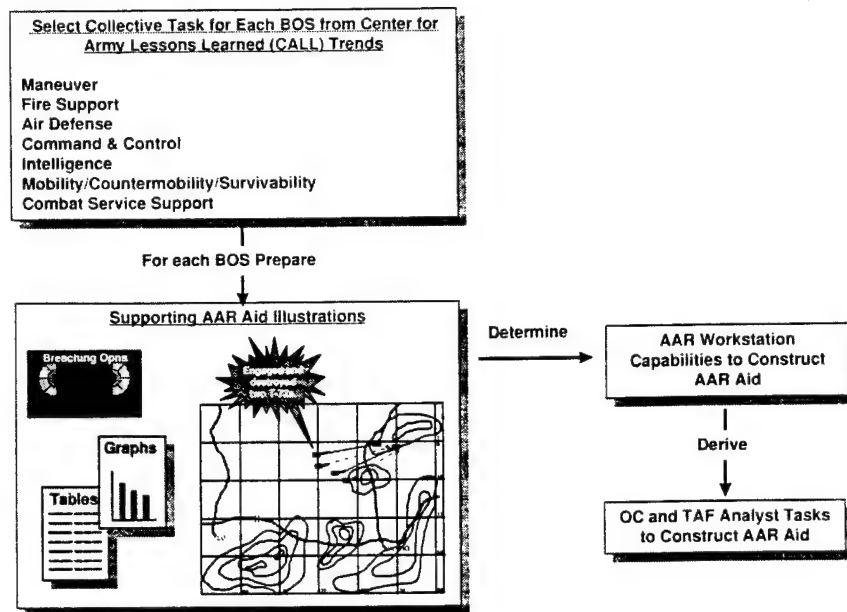 Select Collective Task for Each BOS from Center for
Army Lessons Learned (CALL) Trends
Maneuver
Fire Support
Air Defense
Command & Control
Intelligence
Mobility/Countermobility/Survivability
Combat Service Support
For each BOS Prepare
Supporting AAR Aid Illustrations
Breachung Opns
Graphs
Tables
Determine
AAR Workstation
Capabilities to Construct
AAR Aid
Derive
OC and TAF Analyst Tasks
to Construct AAR Aid